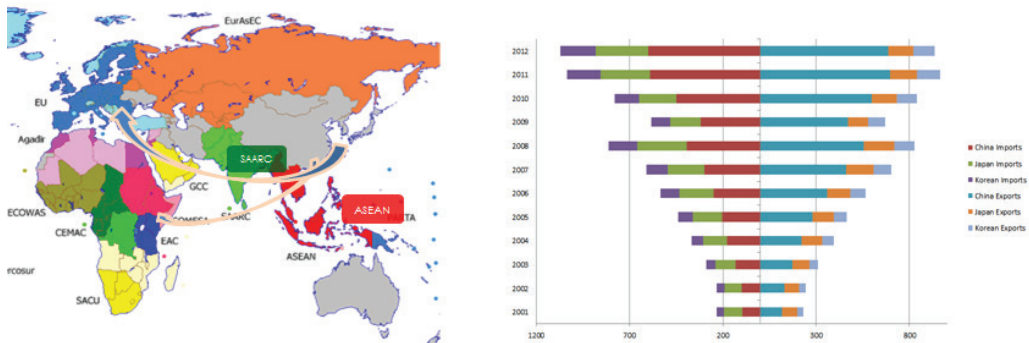 EurAsEC
EU
Agadir
SAARC
GCC
ASEAN
ECOWAS
COMESA
SAARC
CEMAC
EAC
ASEAN
rcosur
SACU
2012
2011
2010
2009
2008
2007
2006
2005
2004
2003
2002
2001
1200
700
200
300
800
China Imports
Japan Imports
Korean Imports
China Exports
Japan Exports
Korean Exports